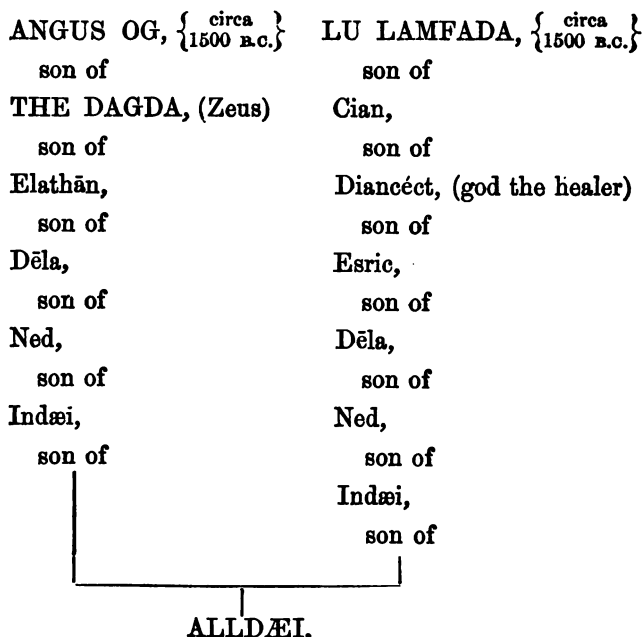 ANGUS OG, {circa 1500 B.C.}
son of
THE DAGDA, (Zeus)
son of
Elathān,
son of
Dēla,
son of
Ned,
son of
Indæi,
son of
LU LAMFADA, {circa 1500 B.C.}
son of
Cian,
son of
Diancéct, (god the healer)
son of
Esric,
son of
Dēla,
son of
Ned,
son of
Indæi,
son of
ALLDÆI.